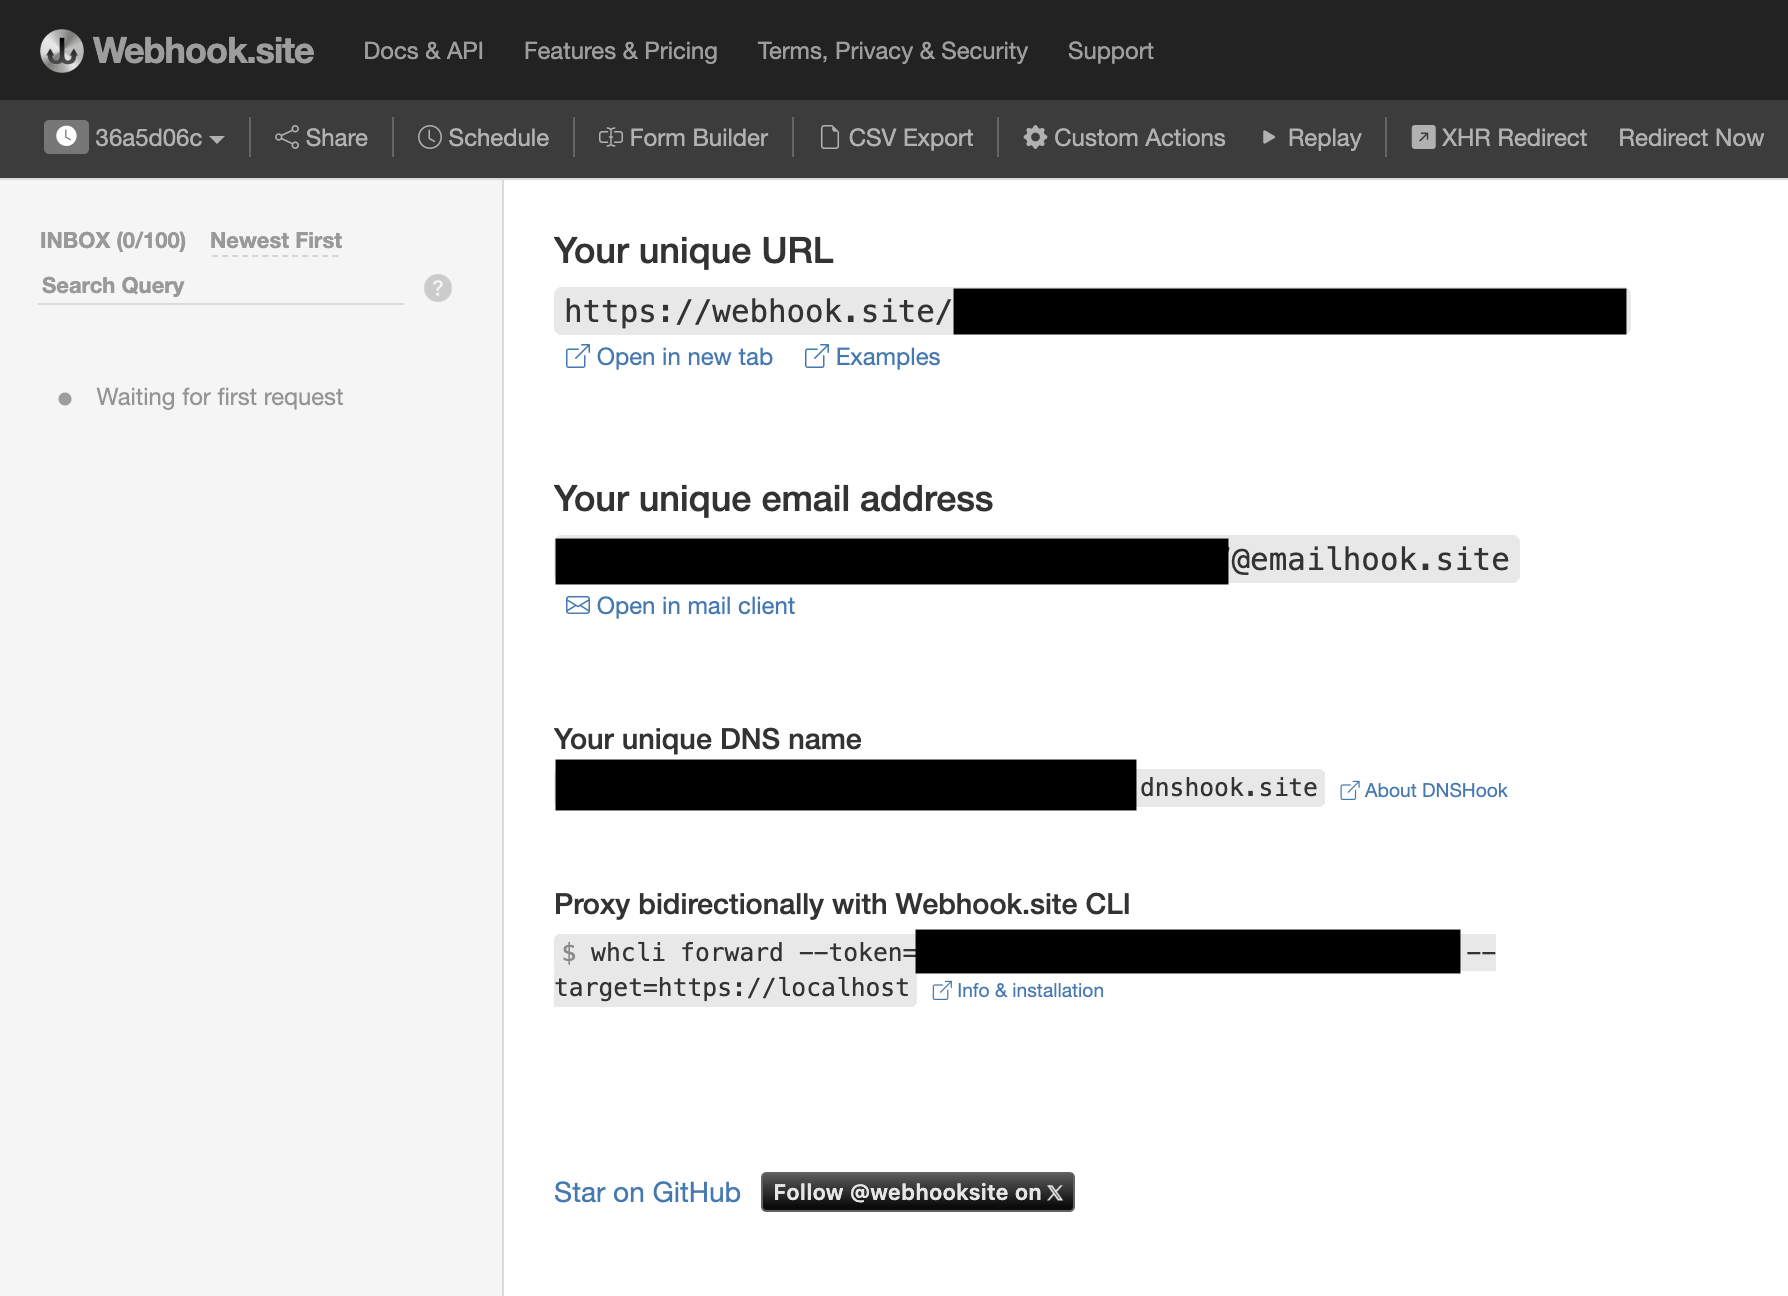 Webhook.site Docs & API Features & Pricing Terms, Privacy & Security Support
36a5d06c Share Schedule Form Builder CSV Export Custom Actions Replay XHR Redirect Redirect Now
INBOX (0/100) Newest First
Search Query ?
Waiting for first request
Your unique URL
https://webhook.site/
Open in new tab Examples
Your unique email address
@emailhook.site
Open in mail client
Your unique DNS name
dnshook.site About DNSHook
Proxy bidirectionally with Webhook.site CLI
$ whcli forward --token= --
target=https://localhost Info & installation
Star on GitHub Follow @webhooksite on X